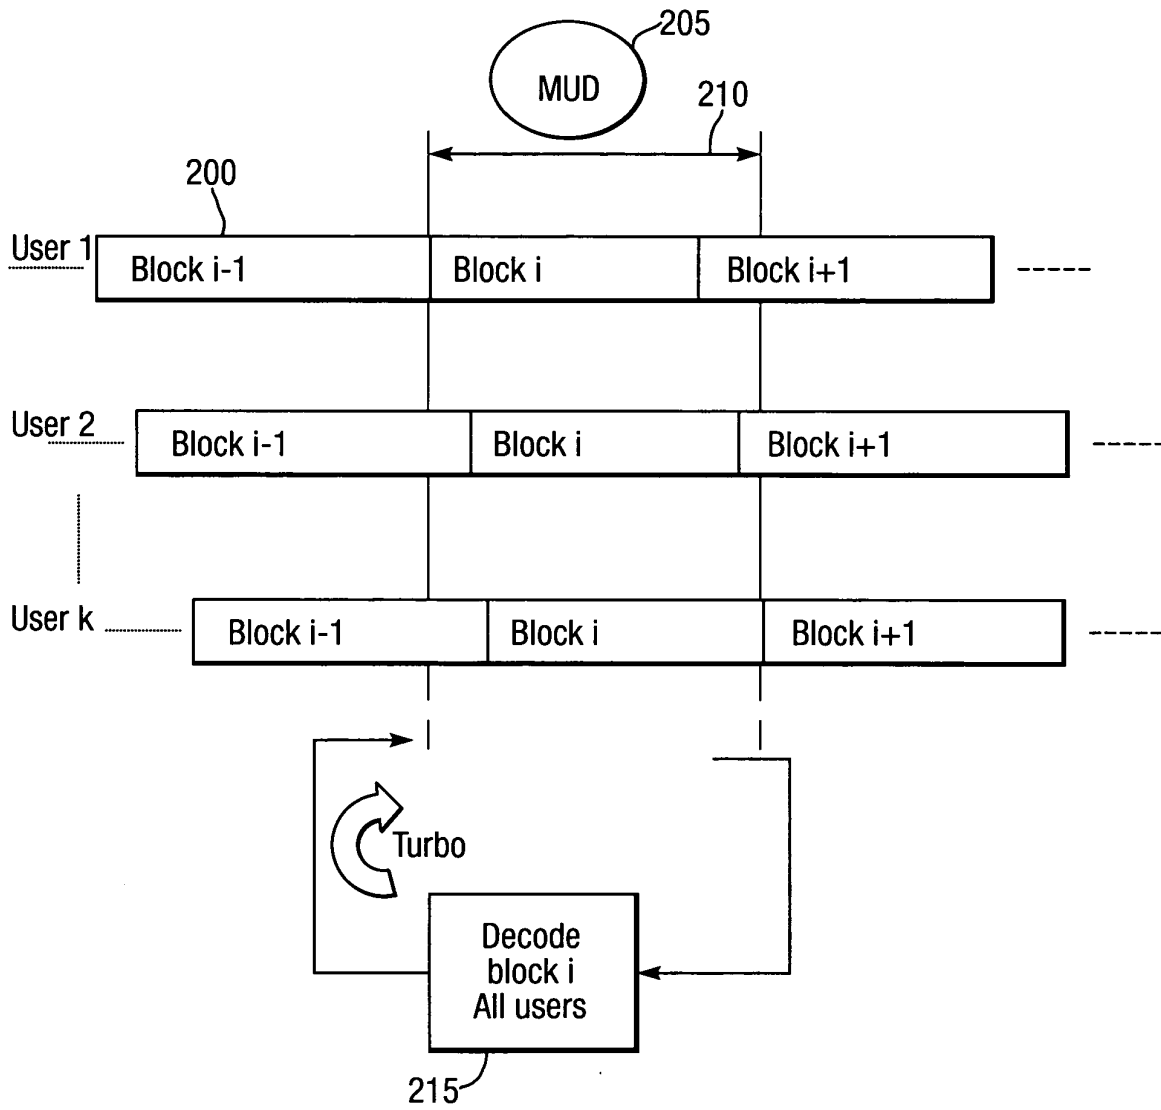 205
MUD
210
200
User 1
Block i-1 Block i Block i+1
User 2
Block i-1 Block i Block i+1
User k
Block i-1 Block i Block i+1
Turbo
Decode
block i
All users
215